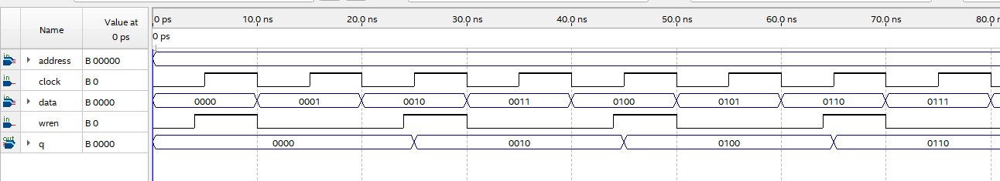 Name
Value at
0 ps
0 ps 10.0 ns 20.0 ns 30.0 ns 40.0 ns 50.0 ns 60.0 ns 70.0 ns 80.0 n
0 ps
in address B 00000
in clock B 0
in data B 0000 0000 0001 0010 0011 0100 0101 0110 0111
in wren B 0
out q B 0000 0000 0010 0100 0110